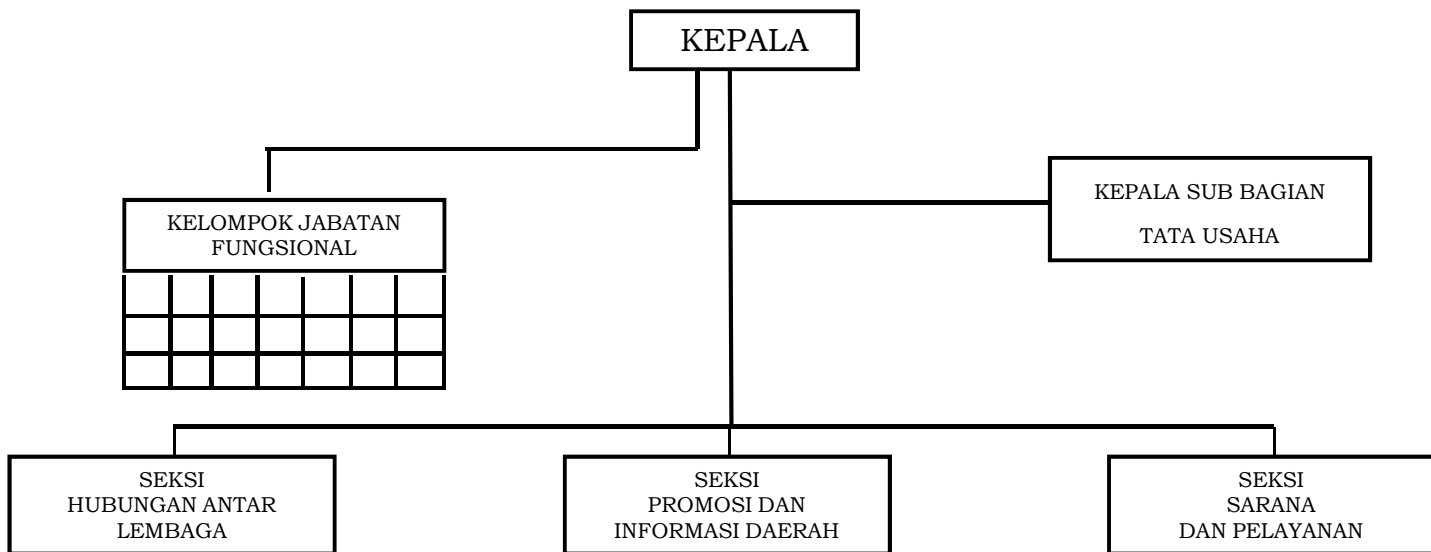 KEPALA
KEPALA SUB BAGIAN
TATA USAHA
KELOMPOK JABATAN
FUNGSIONAL
SEKSI
HUBUNGAN ANTAR
LEMBAGA
SEKSI
PROMOSI DAN
INFORMASI DAERAH
SEKSI
SARANA
DAN PELAYANAN